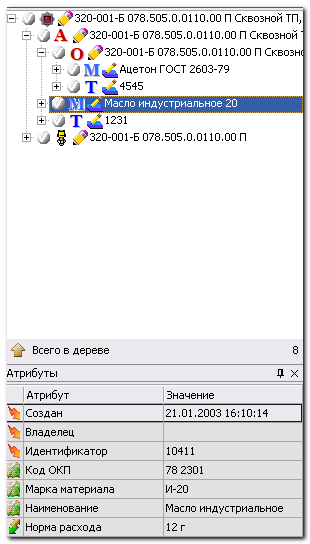 320-001-Б 078.505.0.0110.00 П Сквозной ТП,
А 320-001-Б 078.505.0.0110.00 П Сквозной
О 320-001-Б 078.505.0.0110.00 П Сквозн
М Ацетон ГОСТ 2603-79
Т 4545
М Масло индустриальное 20
Т 1231
320-001-Б 078.505.0.0110.00 П
Всего в дереве 8
Атрибуты
Атрибут Значение
Создан 21.01.2003 16:10:14
Владелец
Идентификатор 10411
Код ОКП 78 2301
Марка материала И-20
Наименование Масло индустриальное
Норма расхода 12 г